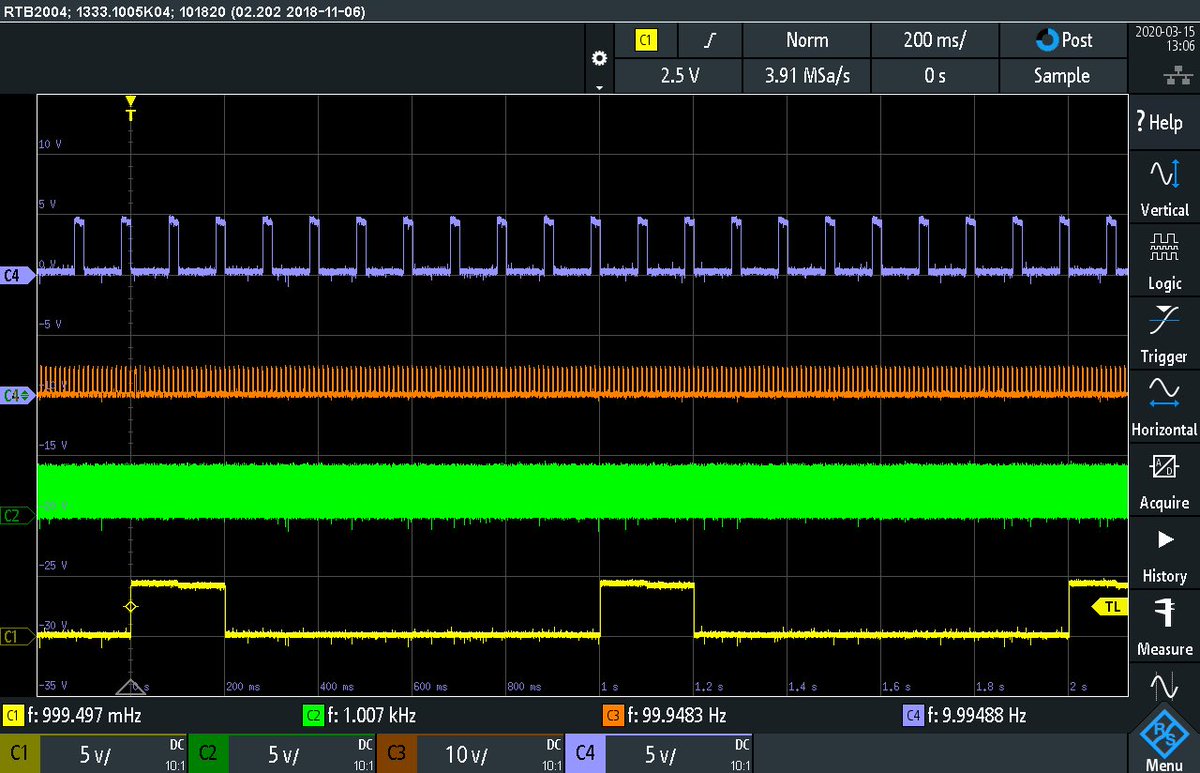 RTB2004; 1333.1005K04; 101820 (02.202 2018-11-06)
C1
Norm
200 ms/
Post
2020-03-15
13:06
2.5 V
3.91 MSa/s
0 s
Sample
T
? Help
10 V
Vertical
5 V
0 V
C4
Logic
-5 V
Trigger
-10 V
C4
Horizontal
-15 V
A
D
Acquire
C2
-25 V
History
TL
-30 V
C1
Measure
-35 V
0 s
200 ms
400 ms
600 ms
800 ms
1 s
1.2 s
1.4 s
1.6 s
1.8 s
2 s
C1 f: 999.497 mHz
C2 f: 1.007 kHz
C3 f: 99.9483 Hz
C4 f: 9.99488 Hz
R&S
C1 5 V/ DC 10:1
C2 5 V/ DC 10:1
C3 10 V/ DC 10:1
C4 5 V/ DC 10:1
Menu